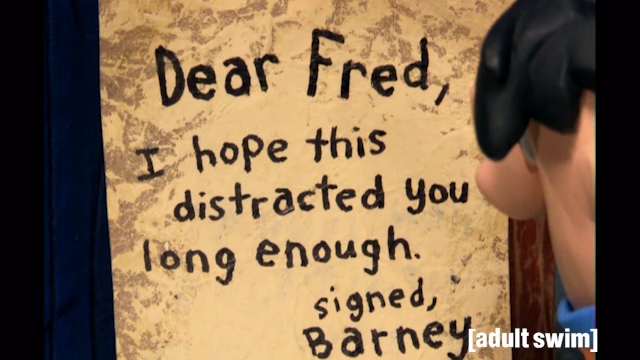 Dear Fred,
I hope this
distracted you
long enough.
signed,
Barney
[adult swim]